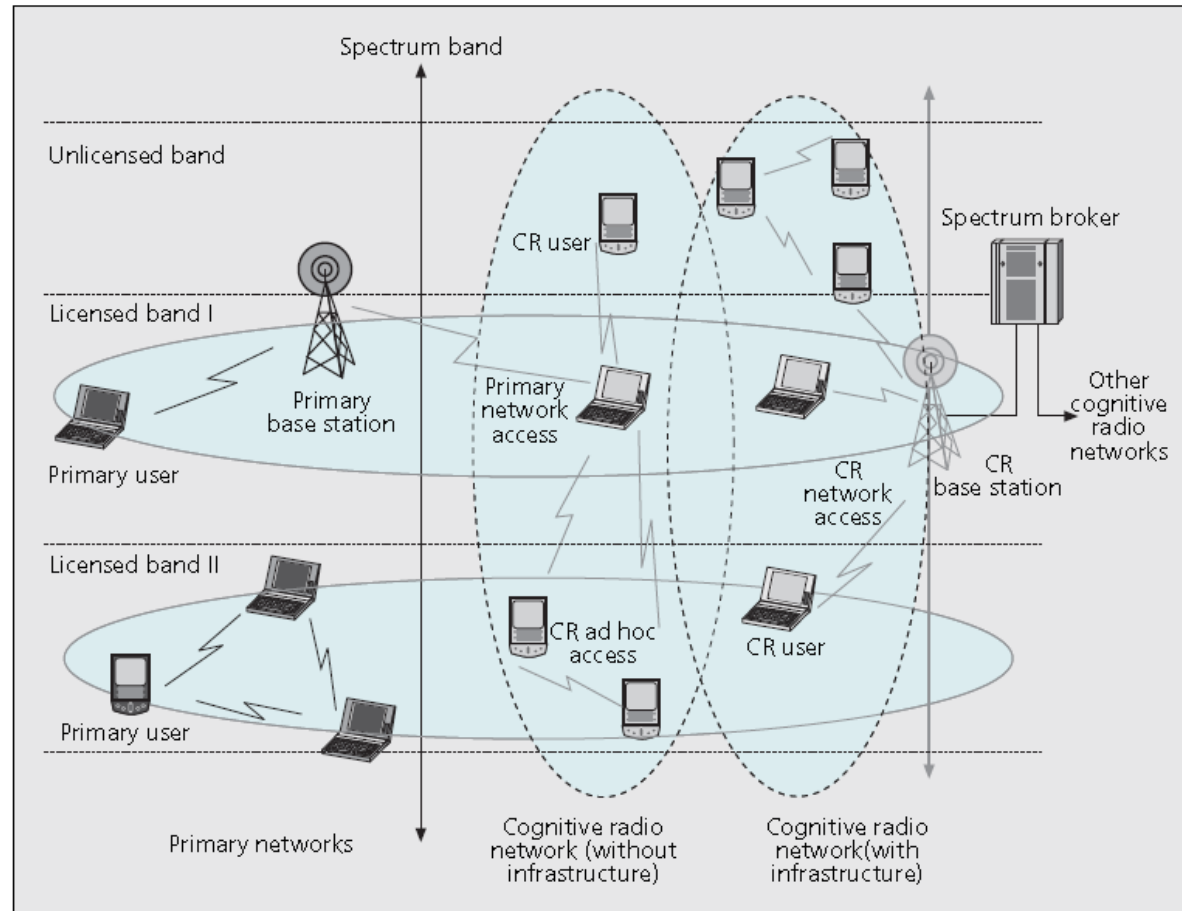 Spectrum band
Unlicensed band
CR user
Spectrum broker
Licensed band I
Primary
base station
Primary
network
access
Other
cognitive
radio
networks
Primary user
CR
network
access
CR
base station
Licensed band II
CR ad hoc
access
CR user
Primary user
Primary networks
Cognitive radio
network (without
infrastructure)
Cognitive radio
network(with
infrastructure)